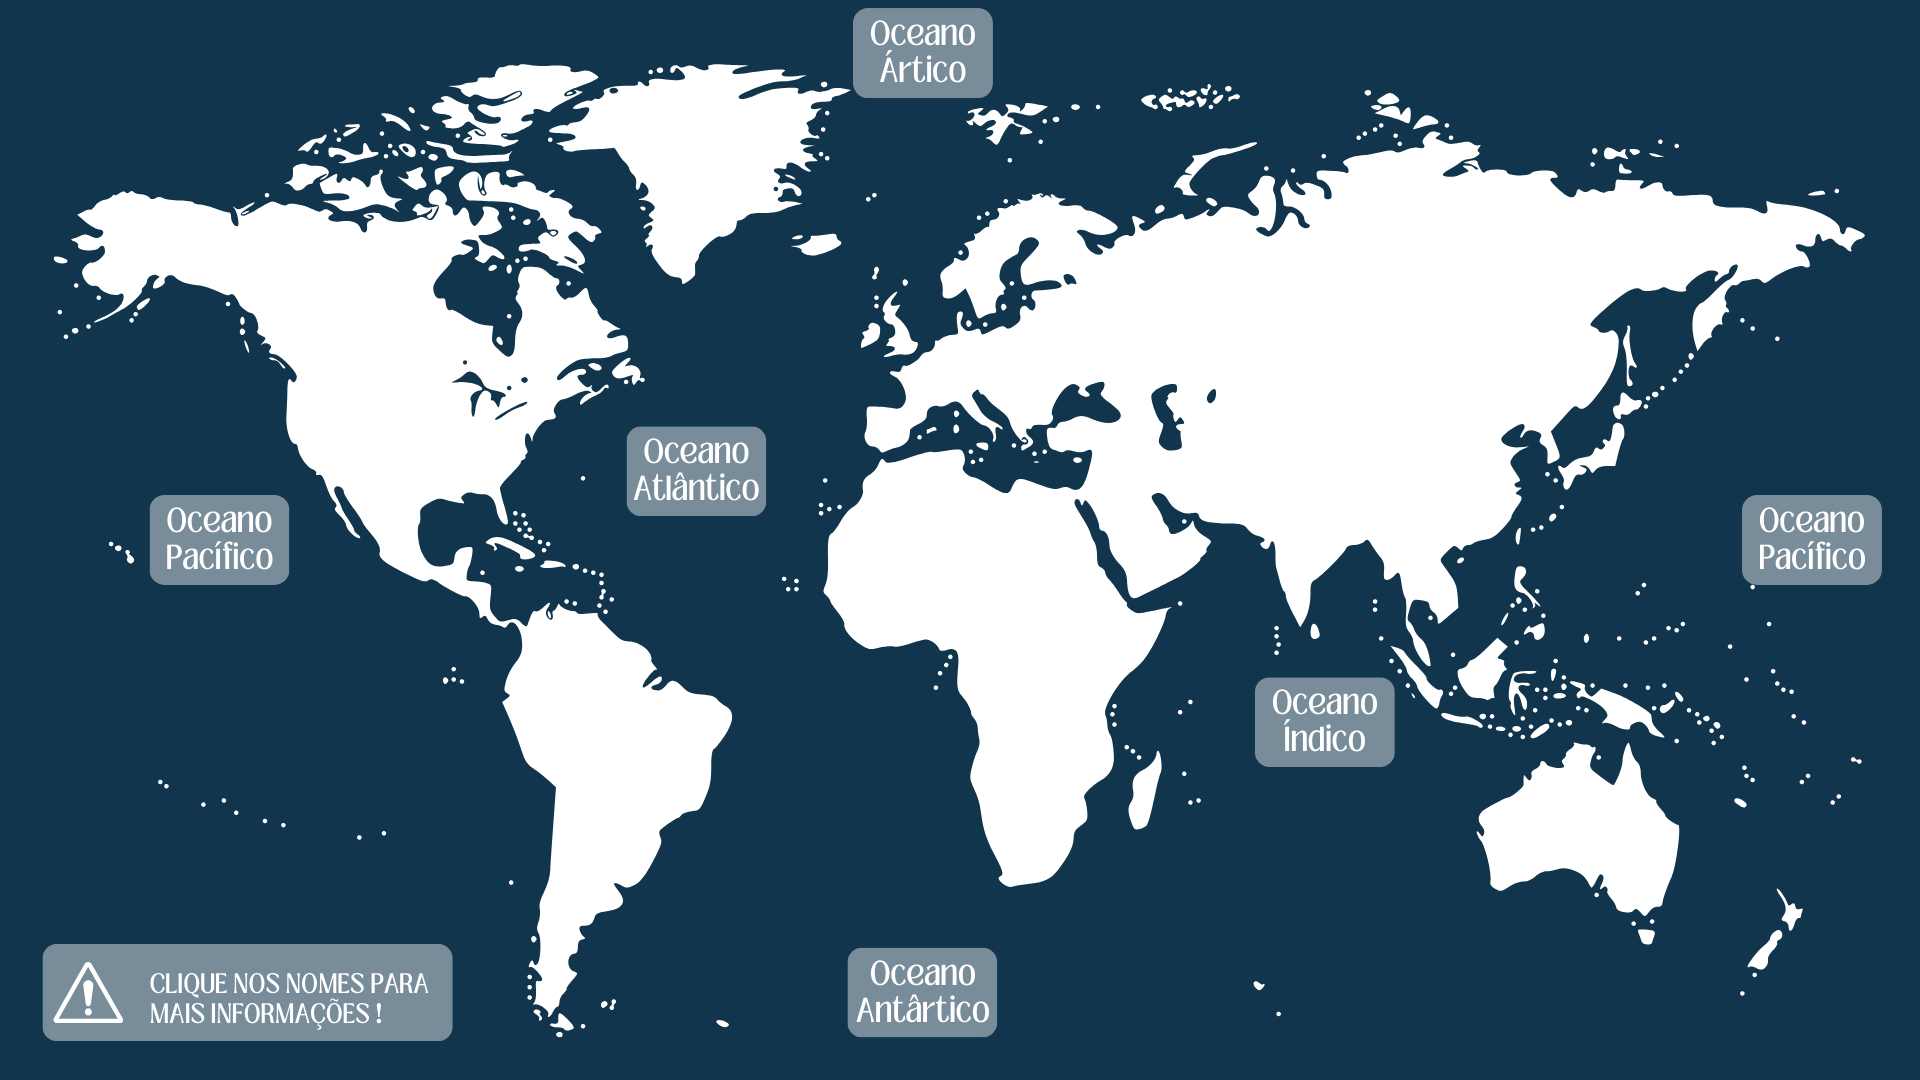 Oceano
Ártico
Oceano
Atlântico
Oceano
Pacífico
Oceano
Pacífico
Oceano
Índico
Oceano
Antârtico
CLIQUE NOS NOMES PARA
MAIS INFORMAÇÕES !